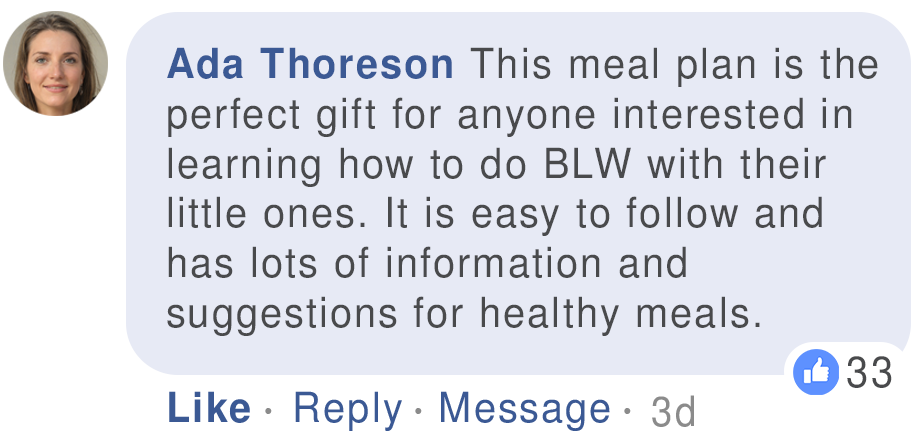 Ada Thoreson This meal plan is the
perfect gift for anyone interested in
learning how to do BLW with their
little ones. It is easy to follow and
has lots of information and
suggestions for healthy meals.
33
Like · Reply · Message · 3d